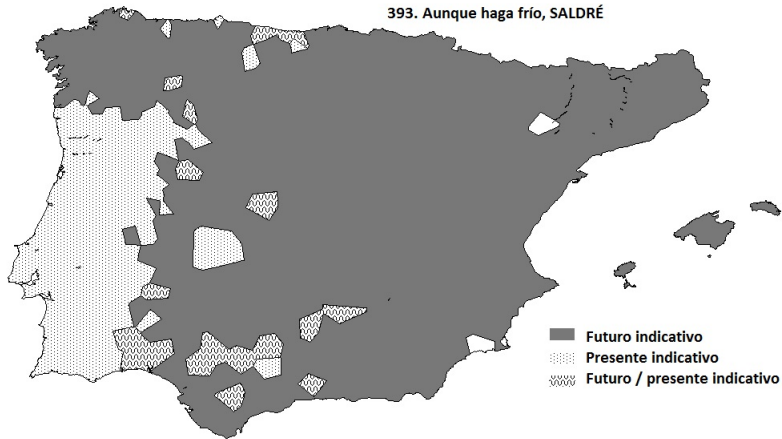 393. Aunque haga frío, SALDRÉ
Futuro indicativo
Presente indicativo
Futuro / presente indicativo